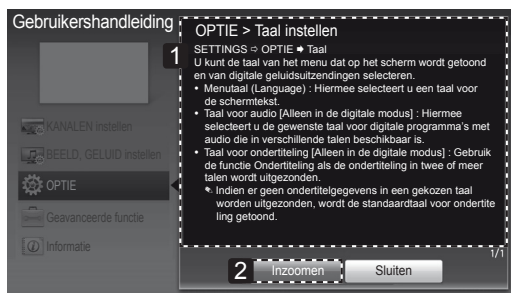 Gebruikershandleiding
KANALEN instellen
BEELD, GELUID instellen
OPTIE
Geavanceerde functie
Informatie
1
OPTIE > Taal instellen
SETTINGS ⇨ OPTIE ➡ Taal
U kunt de taal van het menu dat op het scherm wordt getoond
en van digitale geluidsuitzendingen selecteren.
• Menutaal (Language) : Hiermee selecteert u een taal voor
de schermtekst.
• Taal voor audio [Alleen in de digitale modus] : Hiermee
selecteert u de gewenste taal voor digitale programma's met
audio die in verschillende talen beschikbaar is.
• Taal voor ondertiteling [Alleen in de digitale modus] : Gebruik
de functie Ondertiteling als de ondertiteling in twee of meer
talen wordt uitgezonden.
✎ Indien er geen ondertitelgegevens in een gekozen taal
worden uitgezonden, wordt de standaardtaal voor ondertite
ling getoond.
1/1
2
Inzoomen
Sluiten